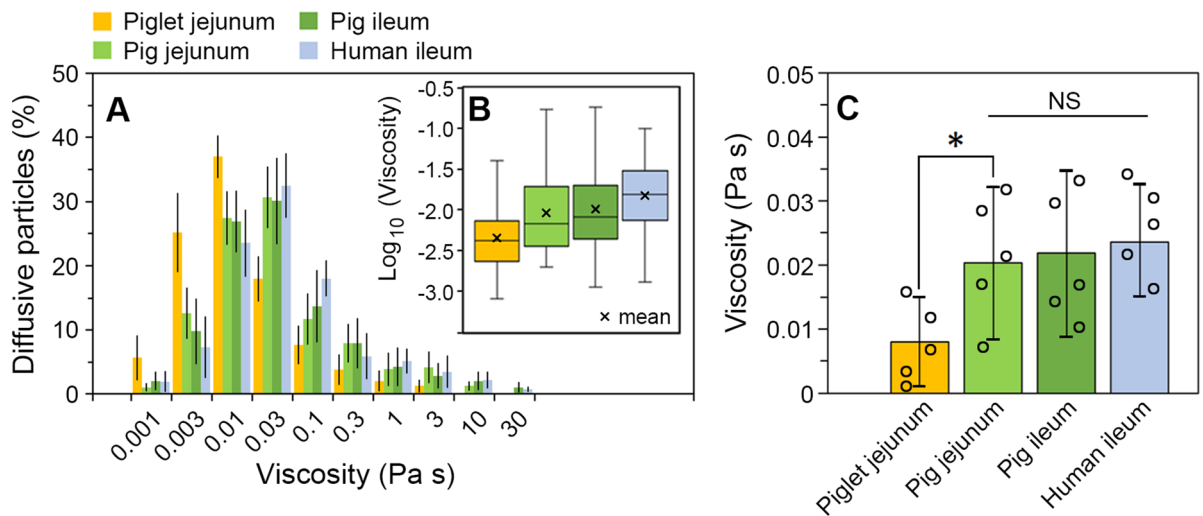 Piglet jejunum
Pig ileum
Pig jejunum
Human ileum
A
Diffusive particles (%)
50
40
30
20
10
0
0.001
0.003
0.01
0.03
0.1
0.3
1
3
10
30
Viscosity (Pa s)
B
Log10 (Viscosity)
-0.5
-1.0
-1.5
-2.0
-2.5
-3.0
× mean
C
Viscosity (Pa s)
0.05
0.04
0.03
0.02
0.01
0
NS
*
Piglet jejunum
Pig jejunum
Pig ileum
Human ileum